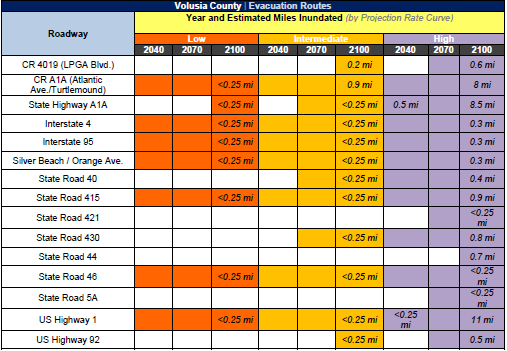 Volusia County | Evacuation Routes
Roadway
Year and Estimated Miles Inundated (by Projection Rate Curve)
Low Intermediate High
2040 2070 2100 2040 2070 2100 2040 2070 2100
CR 4019 (LPGA Blvd.) 0.2 mi 0.6 mi
CR A1A (Atlantic
Ave./Turtlemound) <0.25 mi 0.9 mi 8 mi
State Highway A1A <0.25 mi <0.25 mi 0.5 mi 8.5 mi
Interstate 4 <0.25 mi <0.25 mi 0.3 mi
Interstate 95 <0.25 mi <0.25 mi 0.3 mi
Silver Beach / Orange Ave. <0.25 mi <0.25 mi 0.3 mi
State Road 40 <0.25 mi 0.4 mi
State Road 415 <0.25 mi <0.25 mi 0.9 mi
State Road 421 <0.25
mi
State Road 430 <0.25 mi 0.8 mi
State Road 44 0.7 mi
State Road 46 <0.25 mi <0.25 mi <0.25
mi
State Road 5A <0.25
mi
US Highway 1 <0.25 mi <0.25 mi <0.25
mi 11 mi
US Highway 92 <0.25 mi 0.5 mi